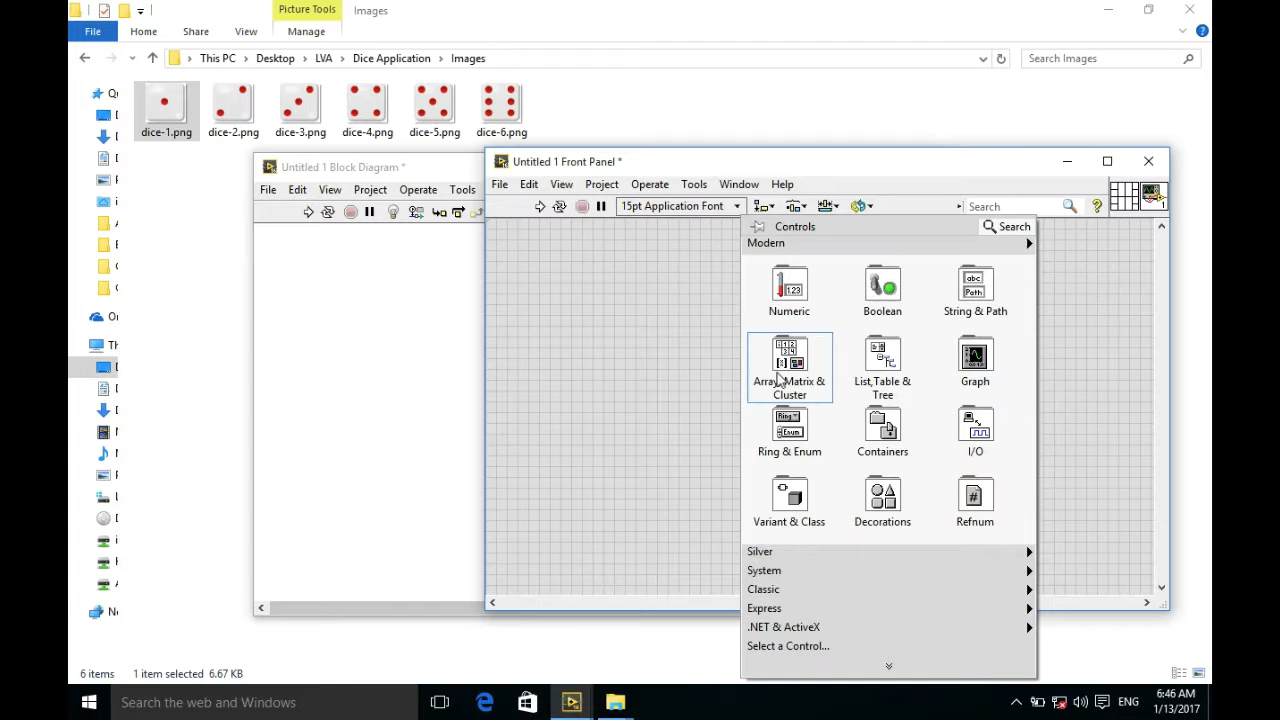 Picture Tools
Images
File
Home
Share
View
Manage
This PC
Desktop
LVA
Dice Application
Images
Search Images
Qu
dice-1.png
dice-2.png
dice-3.png
dice-4.png
dice-5.png
dice-6.png
Untitled 1 Block Diagram *
File Edit View Project Operate Tools
Untitled 1 Front Panel *
File Edit View Project Operate Tools Window Help
15pt Application Font
Search
Controls
Search
Modern
Numeric
Boolean
String & Path
Array, Matrix &
Cluster
List, Table &
Tree
Graph
Ring & Enum
Containers
I/O
Variant & Class
Decorations
Refnum
Silver
System
Classic
Express
.NET & ActiveX
Select a Control...
6 items
1 item selected 6.67 KB
Search the web and Windows
ENG
6:46 AM
1/13/2017